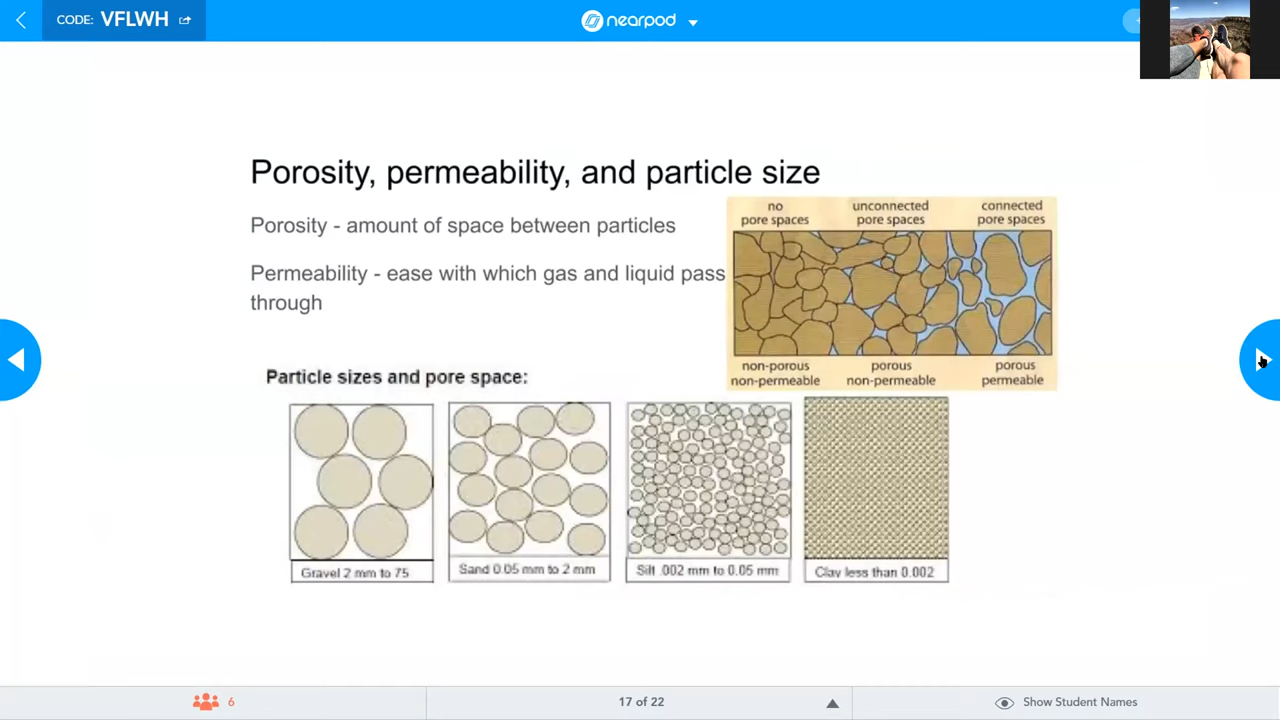 CODE: VFLWH
nearpod
Porosity, permeability, and particle size
Porosity - amount of space between particles
Permeability - ease with which gas and liquid pass
through
no
pore spaces
unconnected
pore spaces
connected
pore spaces
non-porous
non-permeable
porous
non-permeable
porous
permeable
Particle sizes and pore space:
Gravel 2 mm to 75
Sand 0.05 mm to 2 mm
Silt .002 mm to 0.05 mm
Clay less than 0.002
6
17 of 22
Show Student Names